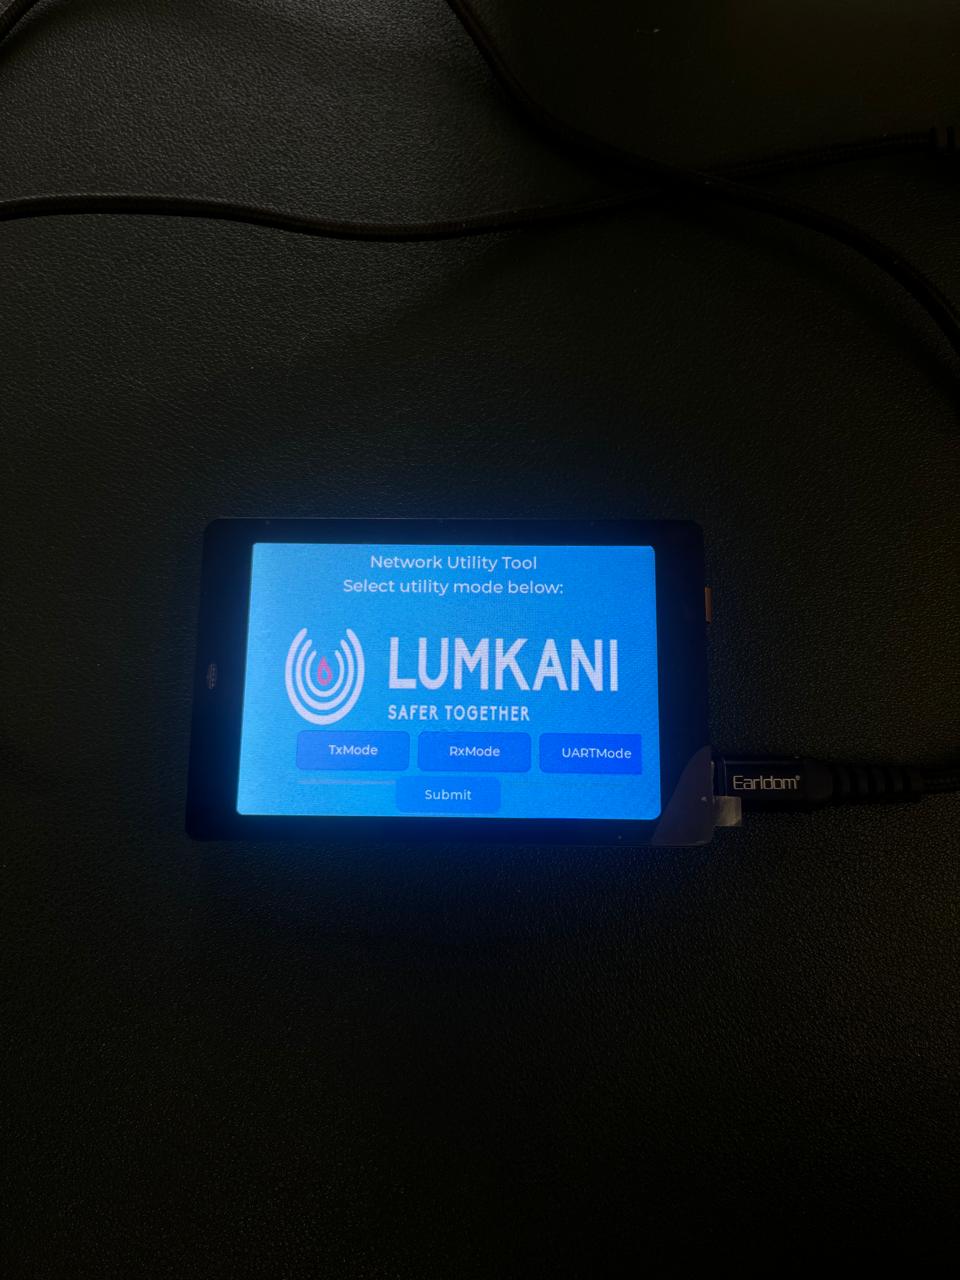 Network Utility Tool
Select utility mode below:
LUMKANI
SAFER TOGETHER
TxMode RxMode UARTMode
Submit
Earldom®